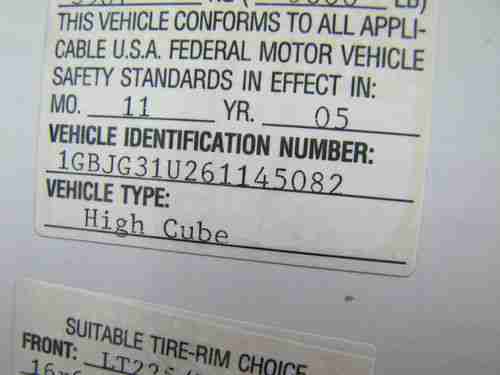 THIS VEHICLE CONFORMS TO ALL APPLI-
CABLE U.S.A. FEDERAL MOTOR VEHICLE
SAFETY STANDARDS IN EFFECT IN:
MO. 11 YR. 05
VEHICLE IDENTIFICATION NUMBER:
1GBJG31U261145082
VEHICLE TYPE:
High Cube
SUITABLE TIRE-RIM CHOICE
FRONT: LT225/